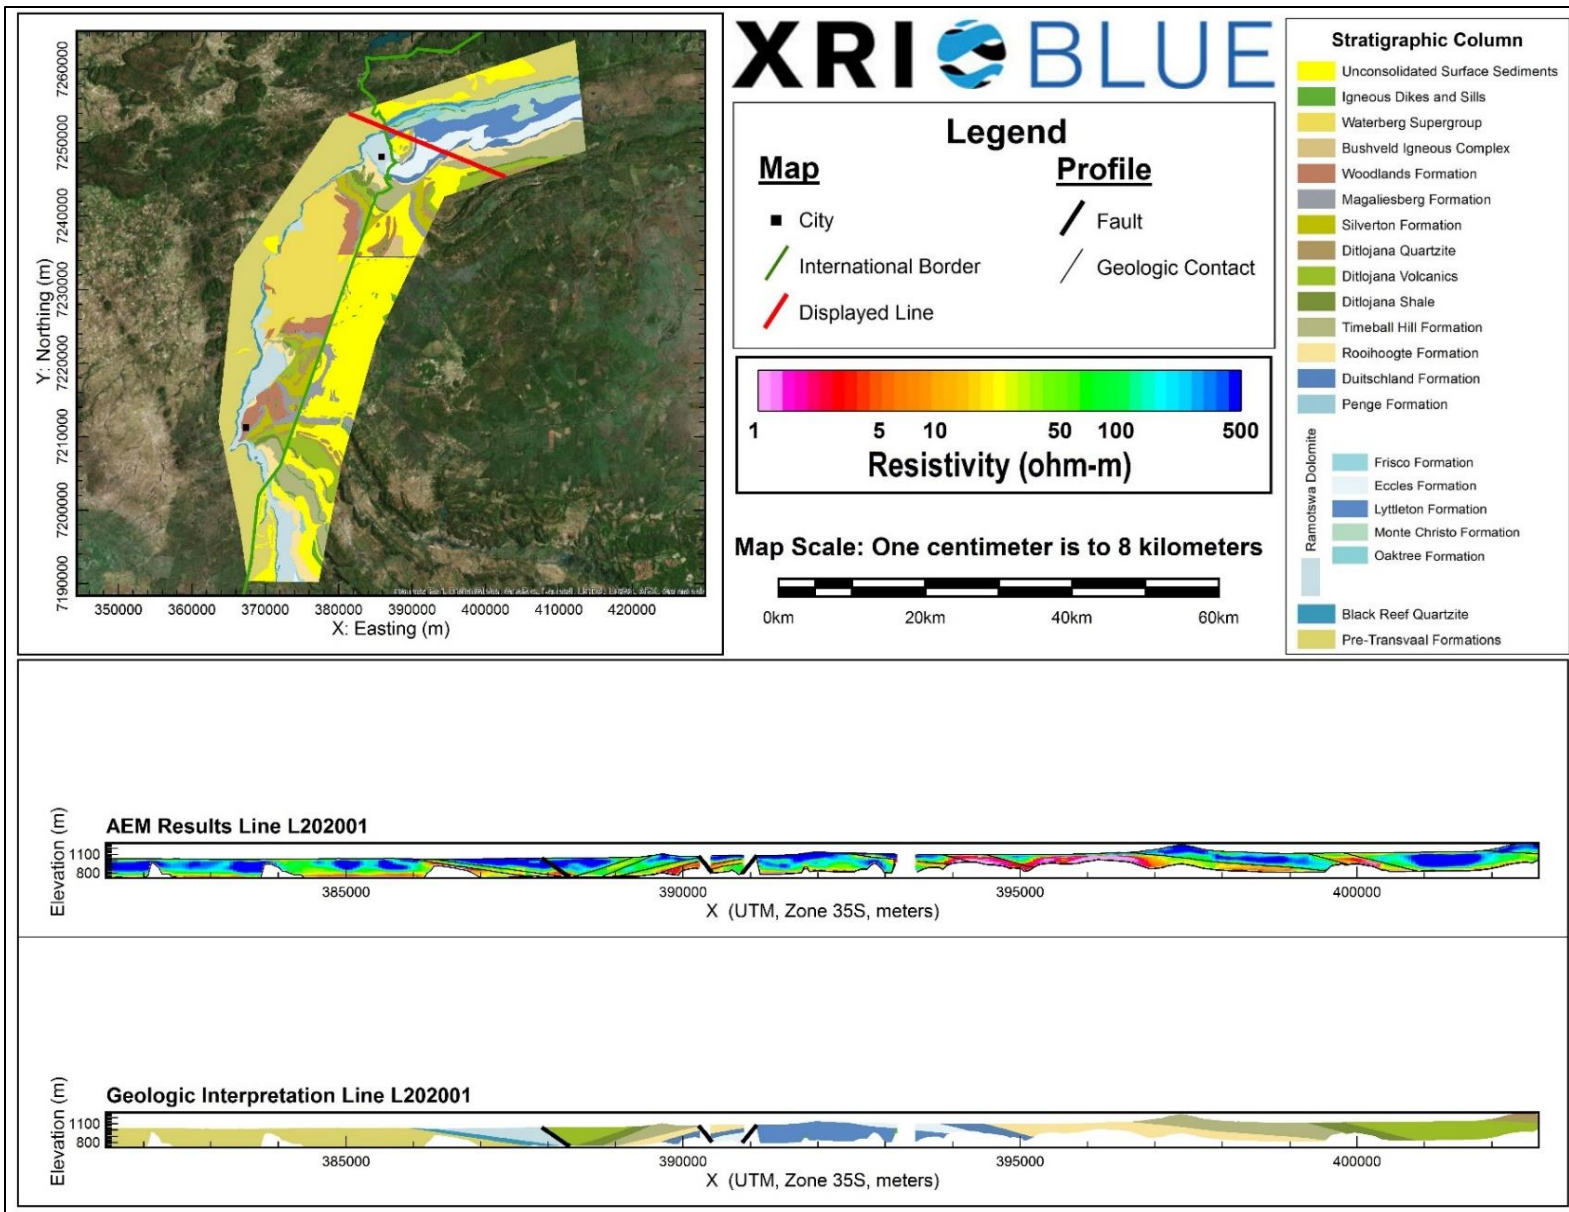 XRI BLUE
7260000
7250000
7240000
7230000
7220000
7210000
7200000
7190000
Y: Northing (m)
350000 360000 370000 380000 390000 400000 410000 420000
X: Easting (m)
Legend
Map
Profile
City
Fault
International Border
Geologic Contact
Displayed Line
1 5 10 50 100 500
Resistivity (ohm-m)
Map Scale: One centimeter is to 8 kilometers
0km 20km 40km 60km
Stratigraphic Column
Unconsolidated Surface Sediments
Igneous Dikes and Sills
Waterberg Supergroup
Bushveld Igneous Complex
Woodlands Formation
Magaliesberg Formation
Silverton Formation
Ditlojana Quartzite
Ditlojana Volcanics
Ditlojana Shale
Timeball Hill Formation
Rooihoogte Formation
Duitschland Formation
Penge Formation
Ramotswa Dolomite
Frisco Formation
Eccles Formation
Lyttleton Formation
Monte Christo Formation
Oaktree Formation
Black Reef Quartzite
Pre-Transvaal Formations
AEM Results Line L202001
Elevation (m)
1100
800
385000 390000 395000 400000
X (UTM, Zone 35S, meters)
Geologic Interpretation Line L202001
Elevation (m)
1100
800
385000 390000 395000 400000
X (UTM, Zone 35S, meters)